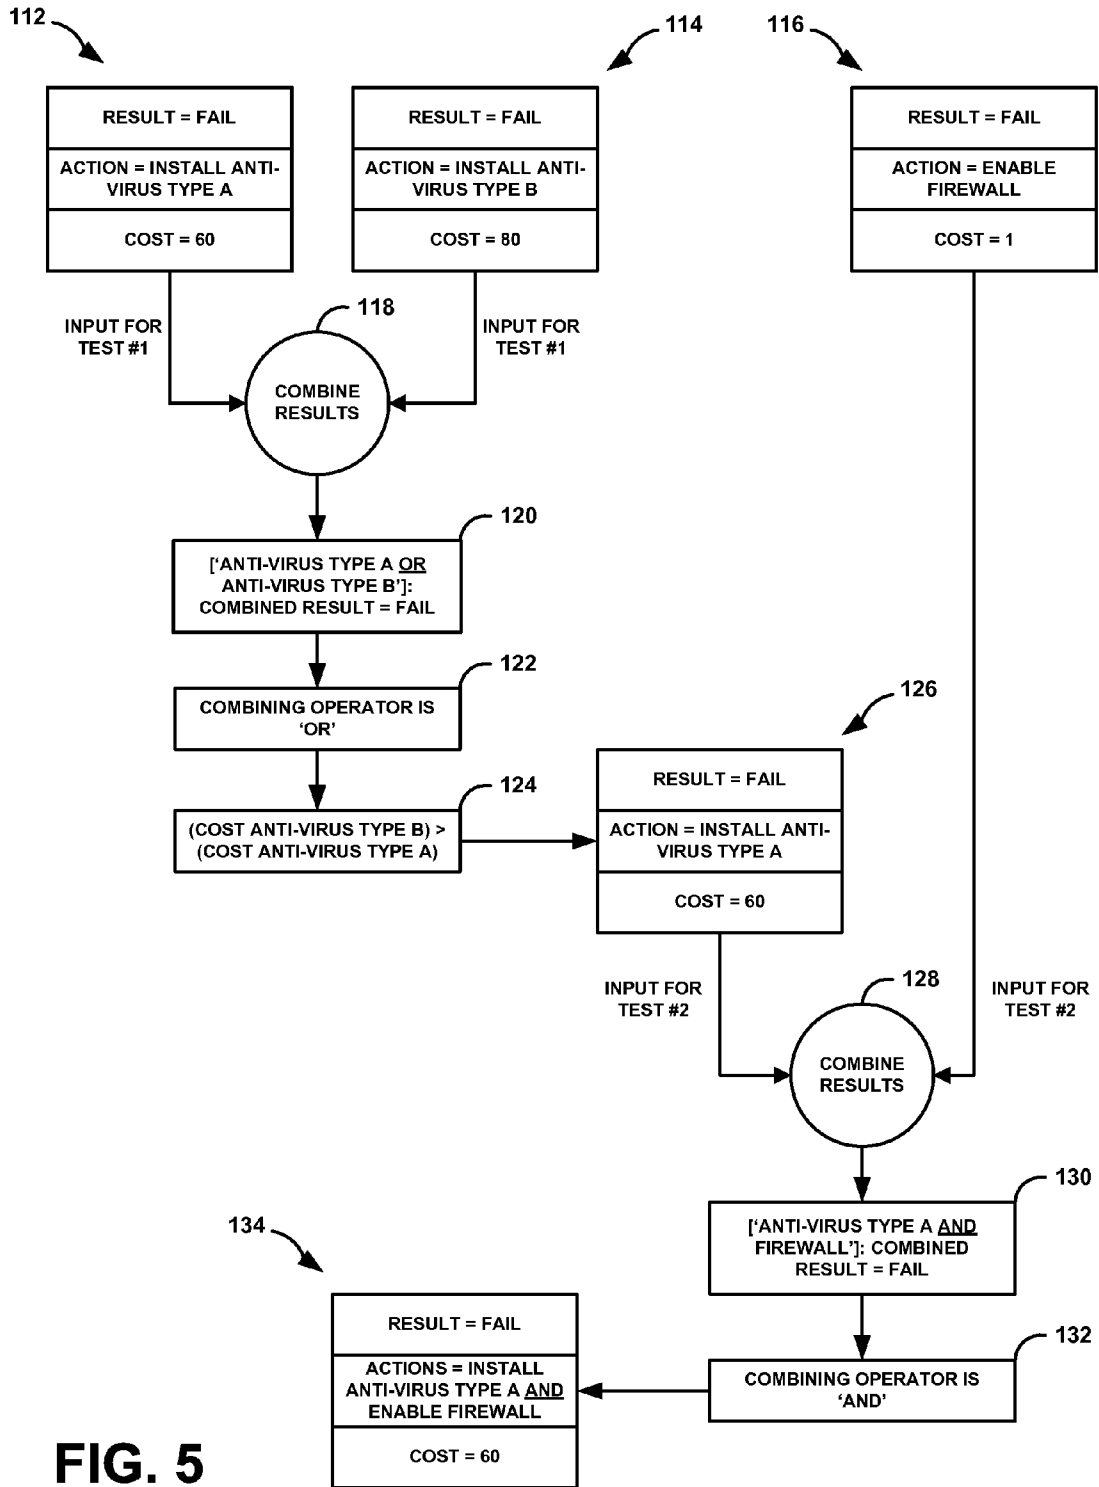 112
114
116
RESULT = FAIL
ACTION = INSTALL ANTI-
VIRUS TYPE A
COST = 60
RESULT = FAIL
ACTION = INSTALL ANTI-
VIRUS TYPE B
COST = 80
RESULT = FAIL
ACTION = ENABLE
FIREWALL
COST = 1
INPUT FOR
TEST #1
118
INPUT FOR
TEST #1
COMBINE
RESULTS
120
[‘ANTI-VIRUS TYPE A OR
ANTI-VIRUS TYPE B’]:
COMBINED RESULT = FAIL
122
COMBINING OPERATOR IS
‘OR’
124
(COST ANTI-VIRUS TYPE B) >
(COST ANTI-VIRUS TYPE A)
126
RESULT = FAIL
ACTION = INSTALL ANTI-
VIRUS TYPE A
COST = 60
INPUT FOR
TEST #2
128
INPUT FOR
TEST #2
COMBINE
RESULTS
130
[‘ANTI-VIRUS TYPE A AND
FIREWALL’]: COMBINED
RESULT = FAIL
132
COMBINING OPERATOR IS
‘AND’
134
RESULT = FAIL
ACTIONS = INSTALL
ANTI-VIRUS TYPE A AND
ENABLE FIREWALL
COST = 60
FIG. 5